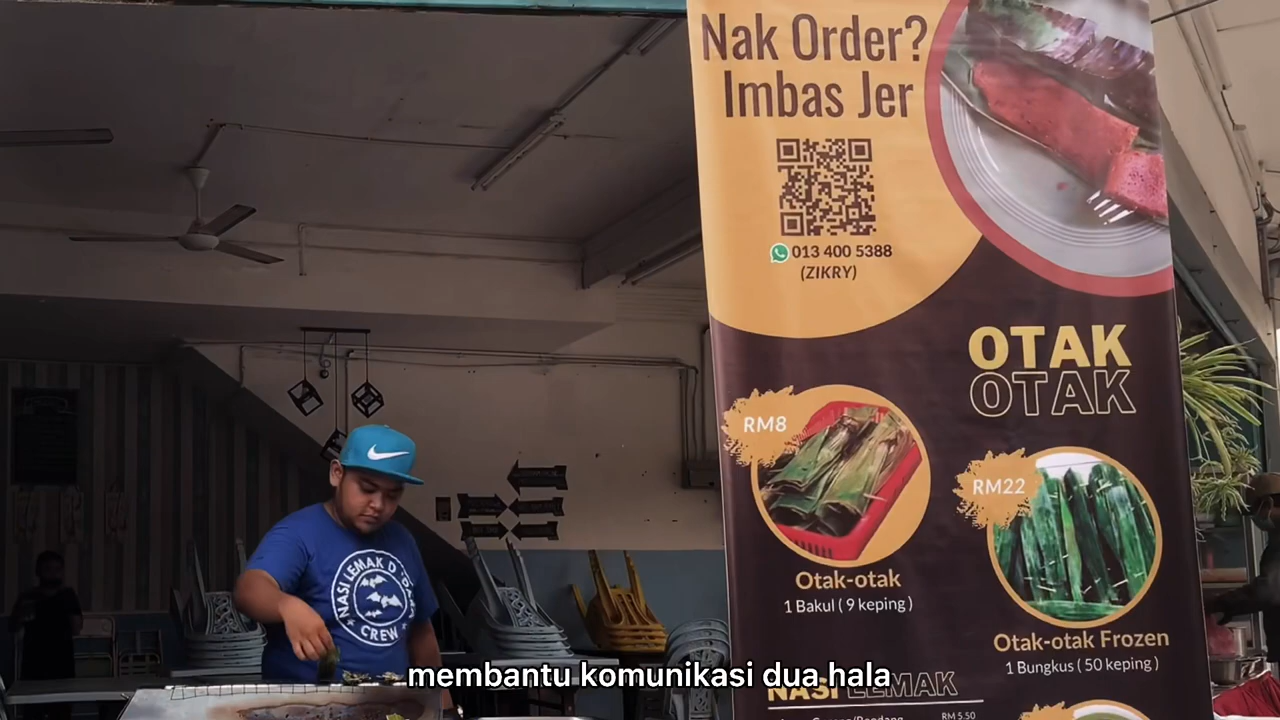 Nak Order?
Imbas Jer
013 400 5388
(ZIKRY)
OTAK
OTAK
RM8
Otak-otak
1 Bakul ( 9 keping )
RM22
Otak-otak Frozen
1 Bungkus ( 50 keping )
NASI LEMAK
RM 5.50
NASI LEMAK D
CREW
membantu komunikasi dua hala